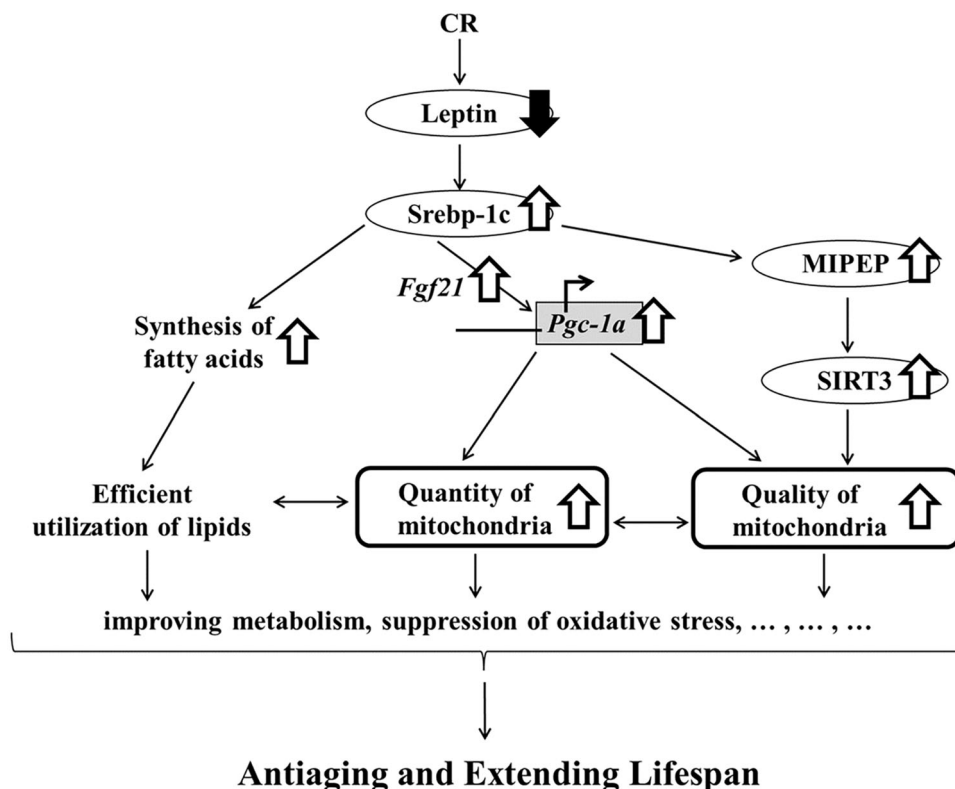 CR
Leptin
Srebp-1c
MIPEP
Fgf21
Pgc-1a
Synthesis of
fatty acids
SIRT3
Efficient
utilization of lipids
Quantity of
mitochondria
Quality of
mitochondria
improving metabolism, suppression of oxidative stress, … , … , …
Antiaging and Extending Lifespan